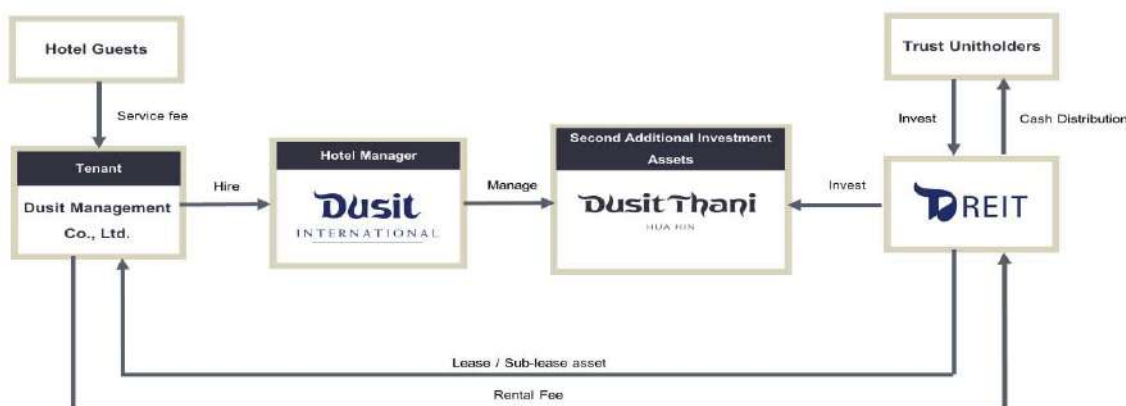 Hotel Guests
Trust Unitholders
Service fee
Invest
Cash Distribution
Tenant
Dusit Management
Co., Ltd.
Hire
Hotel Manager
Dusit
INTERNATIONAL
Manage
Second Additional Investment
Assets
Dusit Thani
HUA HIN
Invest
DREIT
Lease / Sub-lease asset
Rental Fee